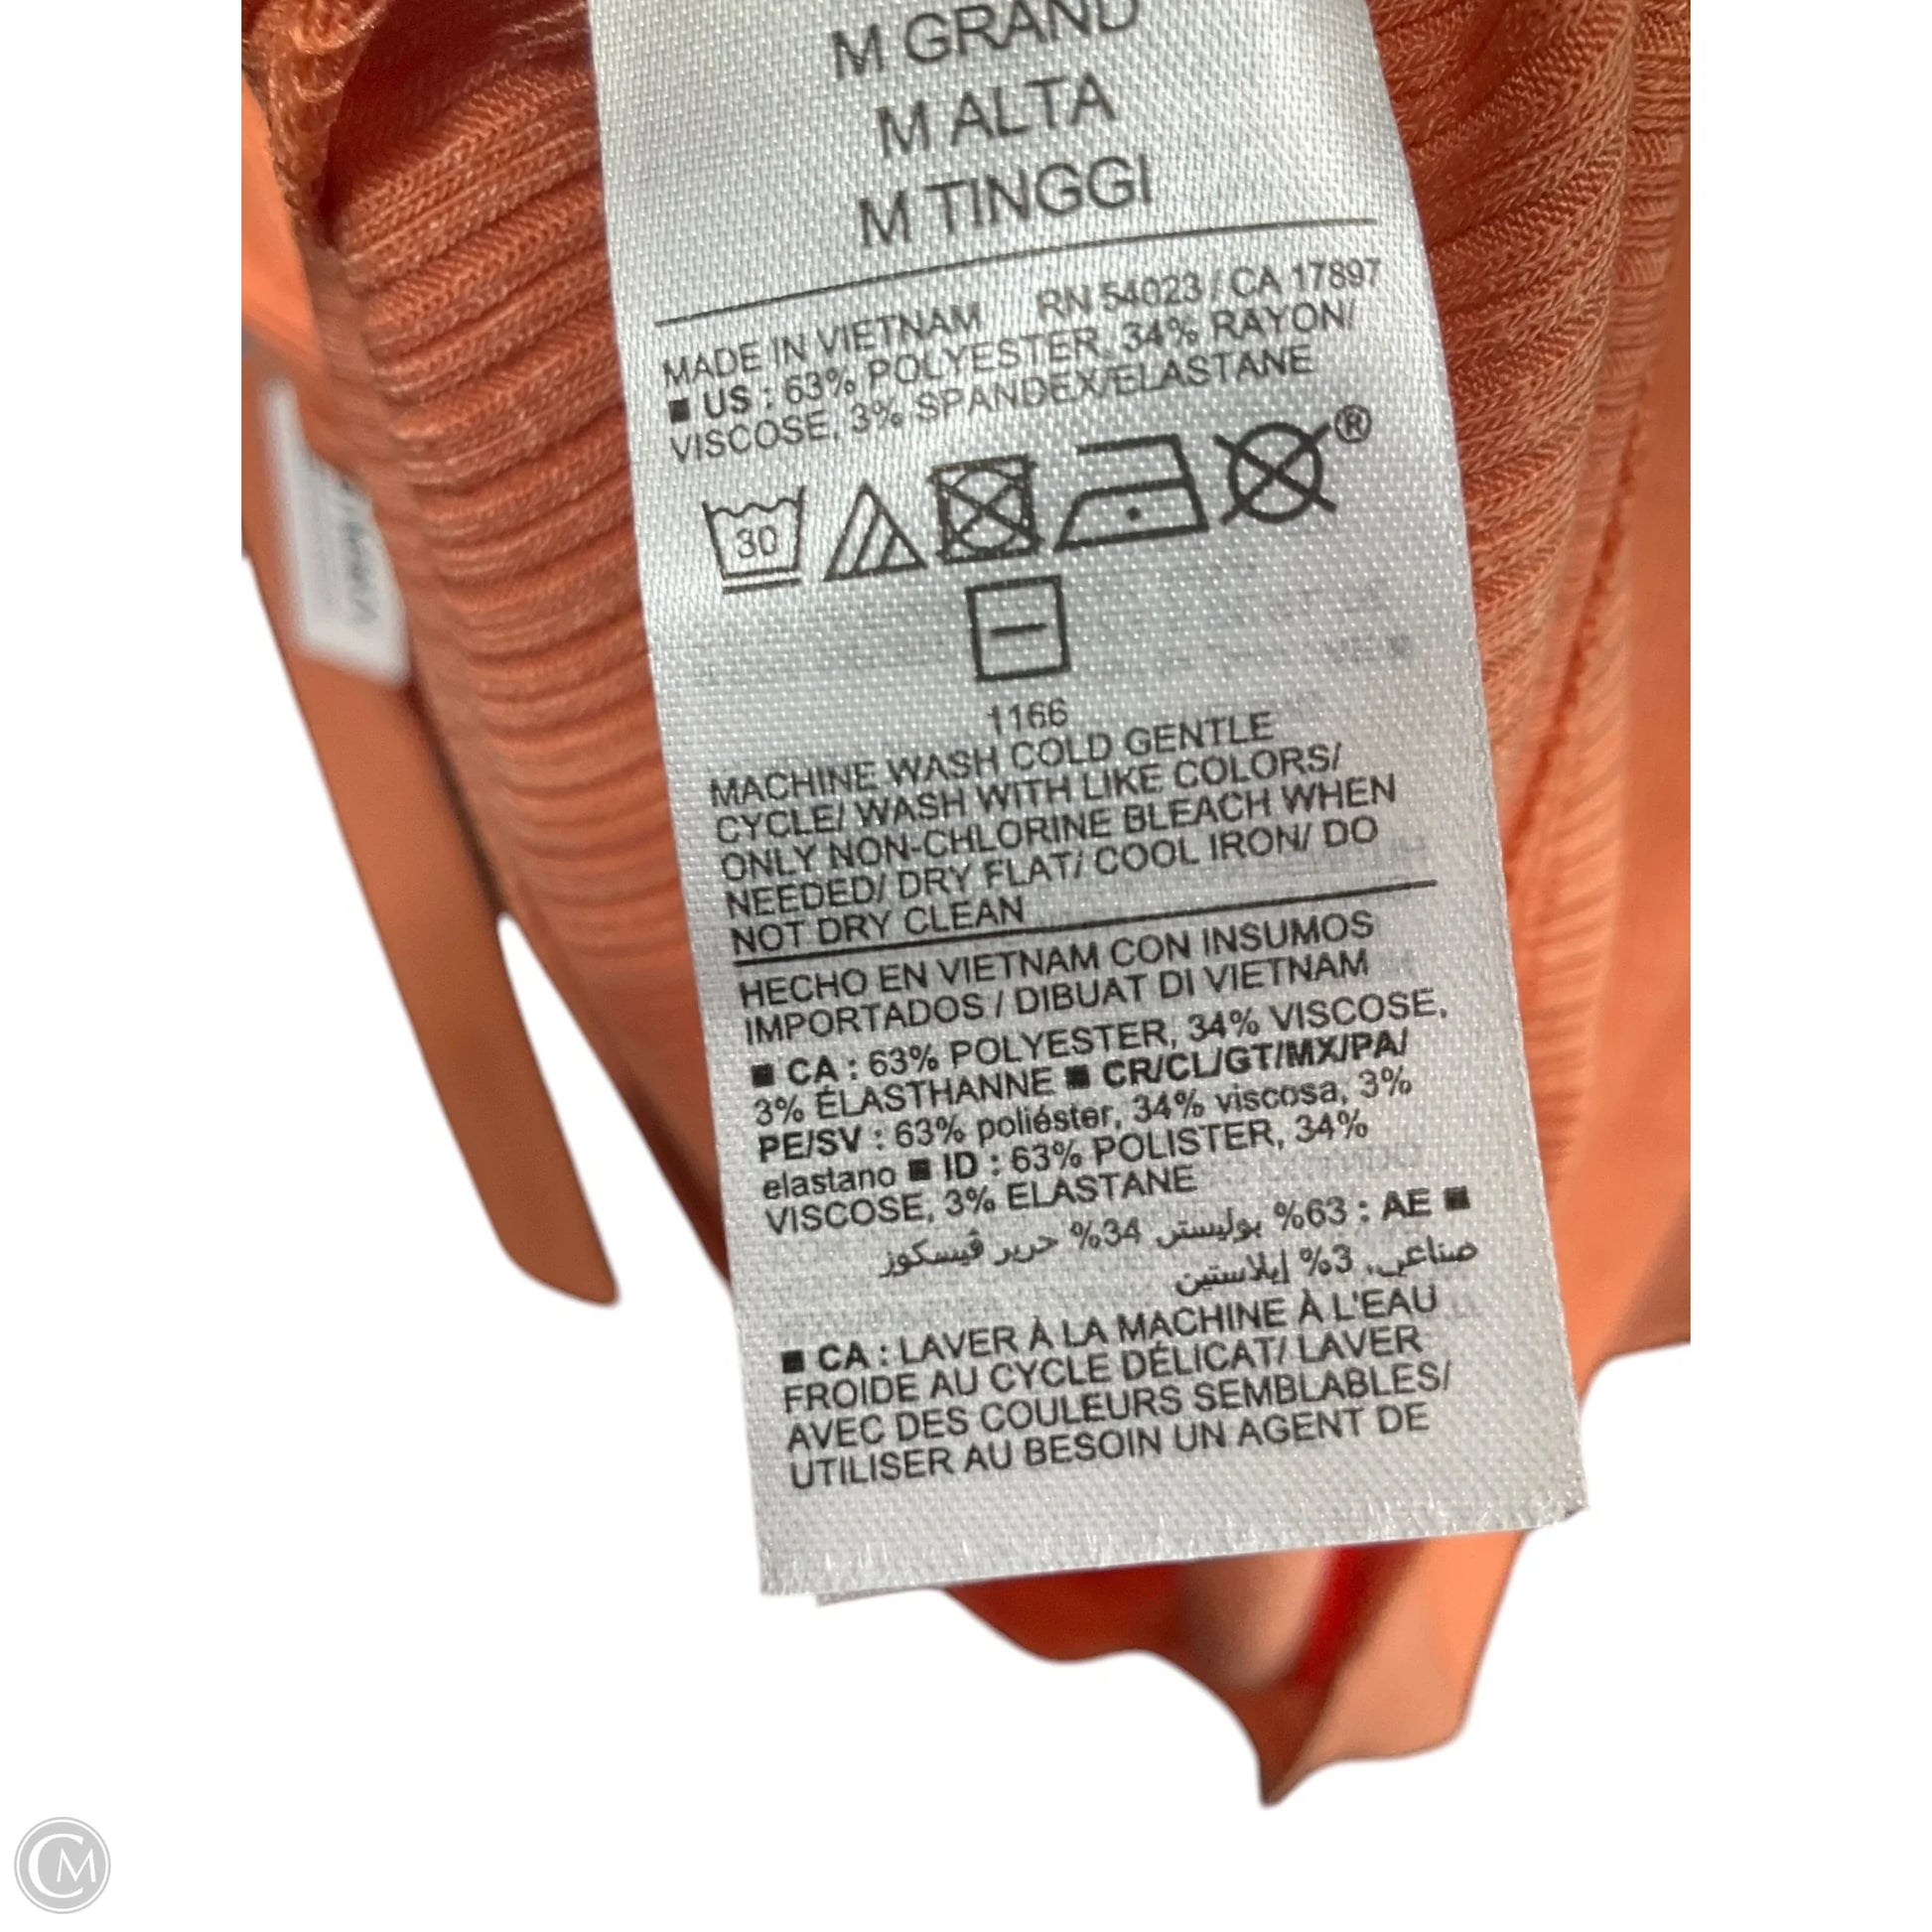 M GRAND
M ALTA
M TINGGI
MADE IN VIETNAM RN 54023 / CA 17897
■ US : 63% POLYESTER, 34% RAYON/
VISCOSE, 3% SPANDEX/ELASTANE
30
®
1166
MACHINE WASH COLD GENTLE
CYCLE/ WASH WITH LIKE COLORS/
ONLY NON-CHLORINE BLEACH WHEN
NEEDED/ DRY FLAT/ COOL IRON/ DO
NOT DRY CLEAN
HECHO EN VIETNAM CON INSUMOS
IMPORTADOS / DIBUAT DI VIETNAM
■ CA : 63% POLYESTER, 34% VISCOSE,
3% ÉLASTHANNE ■ CR/CL/GT/MX/PA/
PE/SV : 63% poliéster, 34% viscosa, 3%
elastano ■ ID : 63% POLISTER, 34%
VISCOSE, 3% ELASTANE
■ AE : 63% بوليستر, 34% حرير ڤيسكوز
صناعي, 3% إيلاستين
■ CA : LAVER À LA MACHINE À L'EAU
FROIDE AU CYCLE DÉLICAT/ LAVER
AVEC DES COULEURS SEMBLABLES/
UTILISER AU BESOIN UN AGENT DE
CM